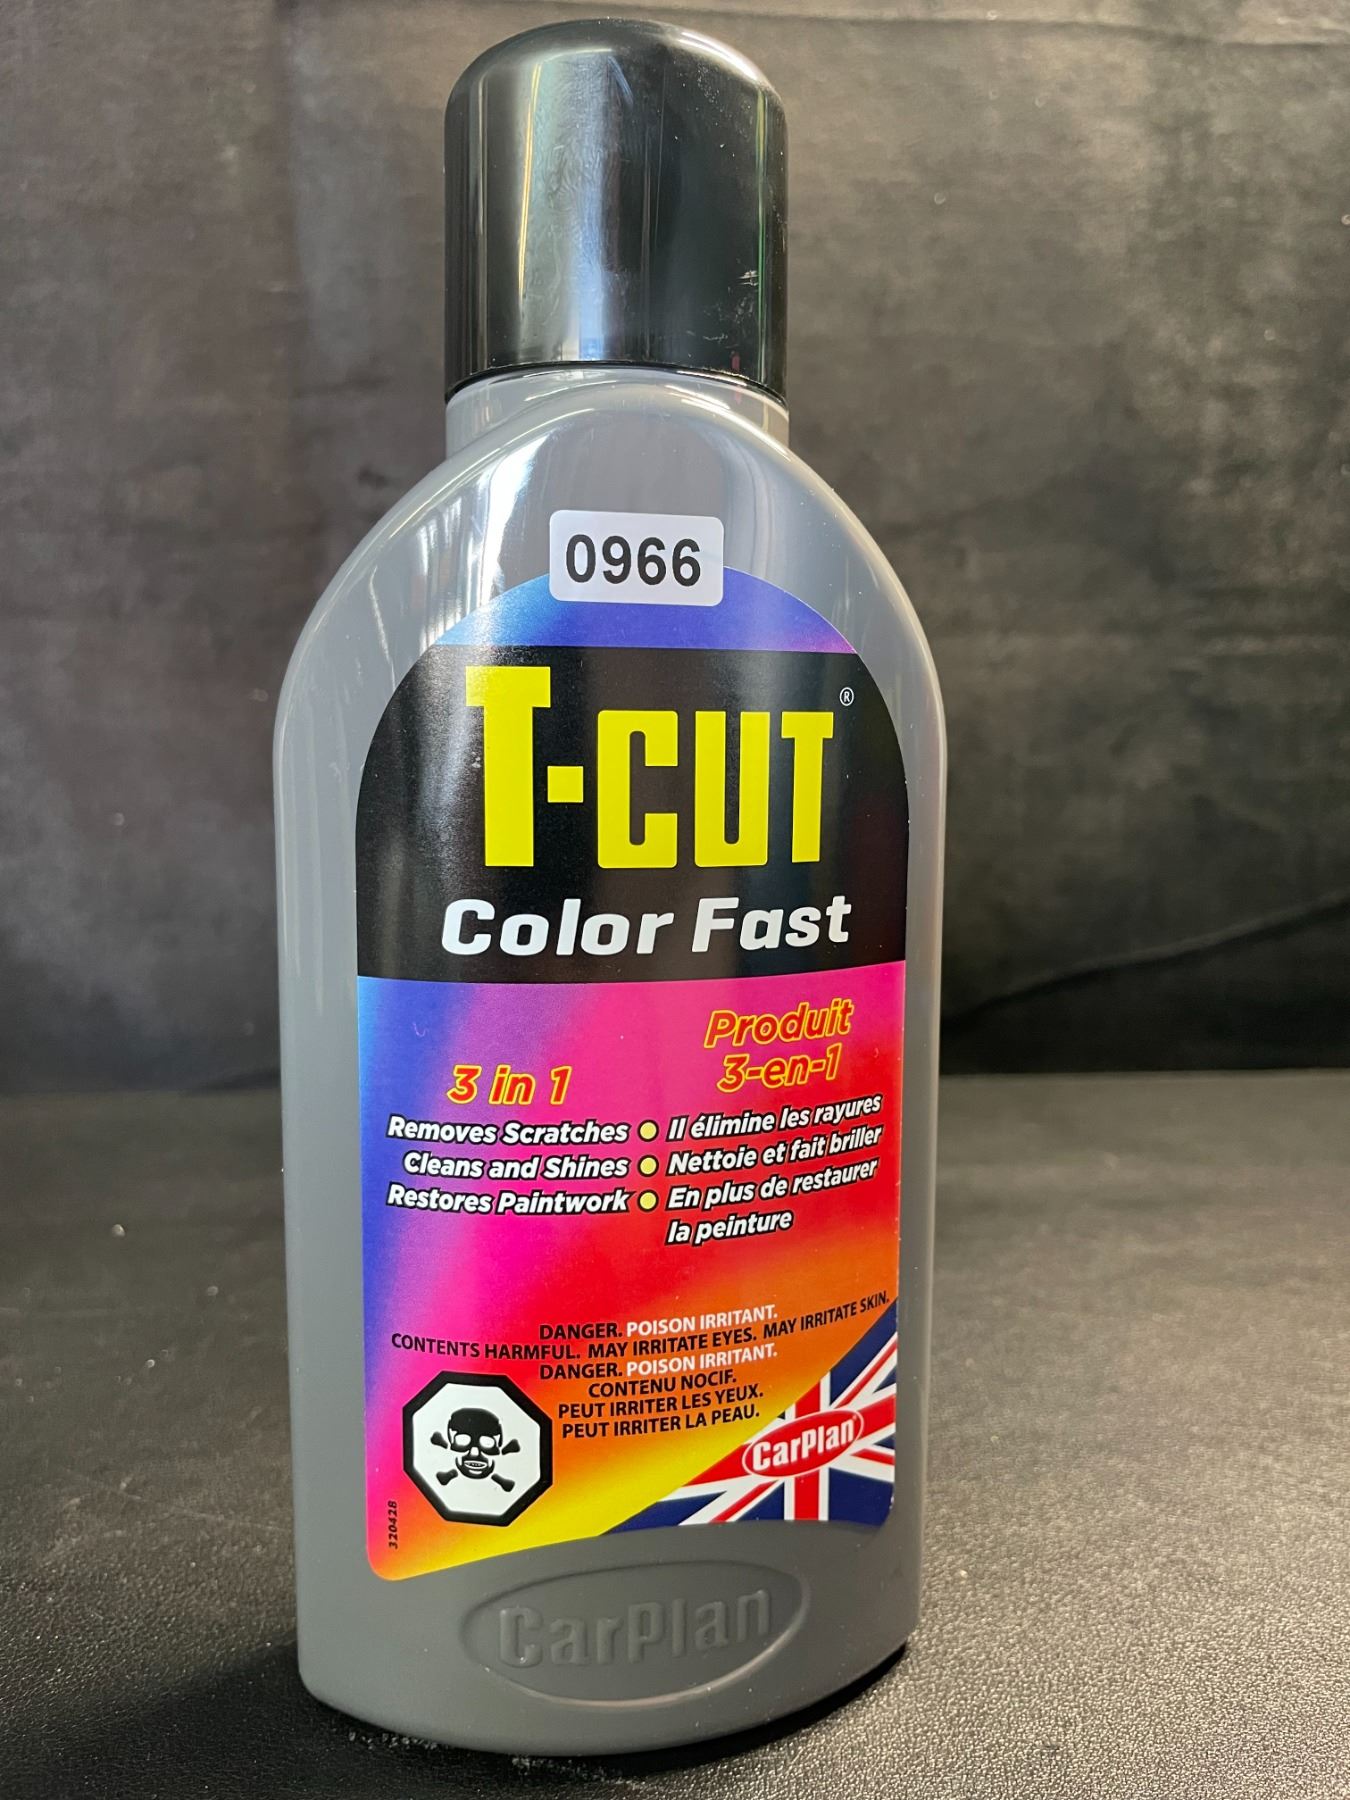 0966
T-CUT®
Color Fast
3 in 1
Removes Scratches
Cleans and Shines
Restores Paintwork
Produit
3-en-1
Il élimine les rayures
Nettoie et fait briller
En plus de restaurer
la peinture
DANGER. POISON IRRITANT.
CONTENTS HARMFUL. MAY IRRITATE EYES. MAY IRRITATE SKIN.
DANGER. POISON IRRITANT.
CONTENU NOCIF.
PEUT IRRITER LES YEUX.
PEUT IRRITER LA PEAU.
CarPlan®
32042B
CarPlan